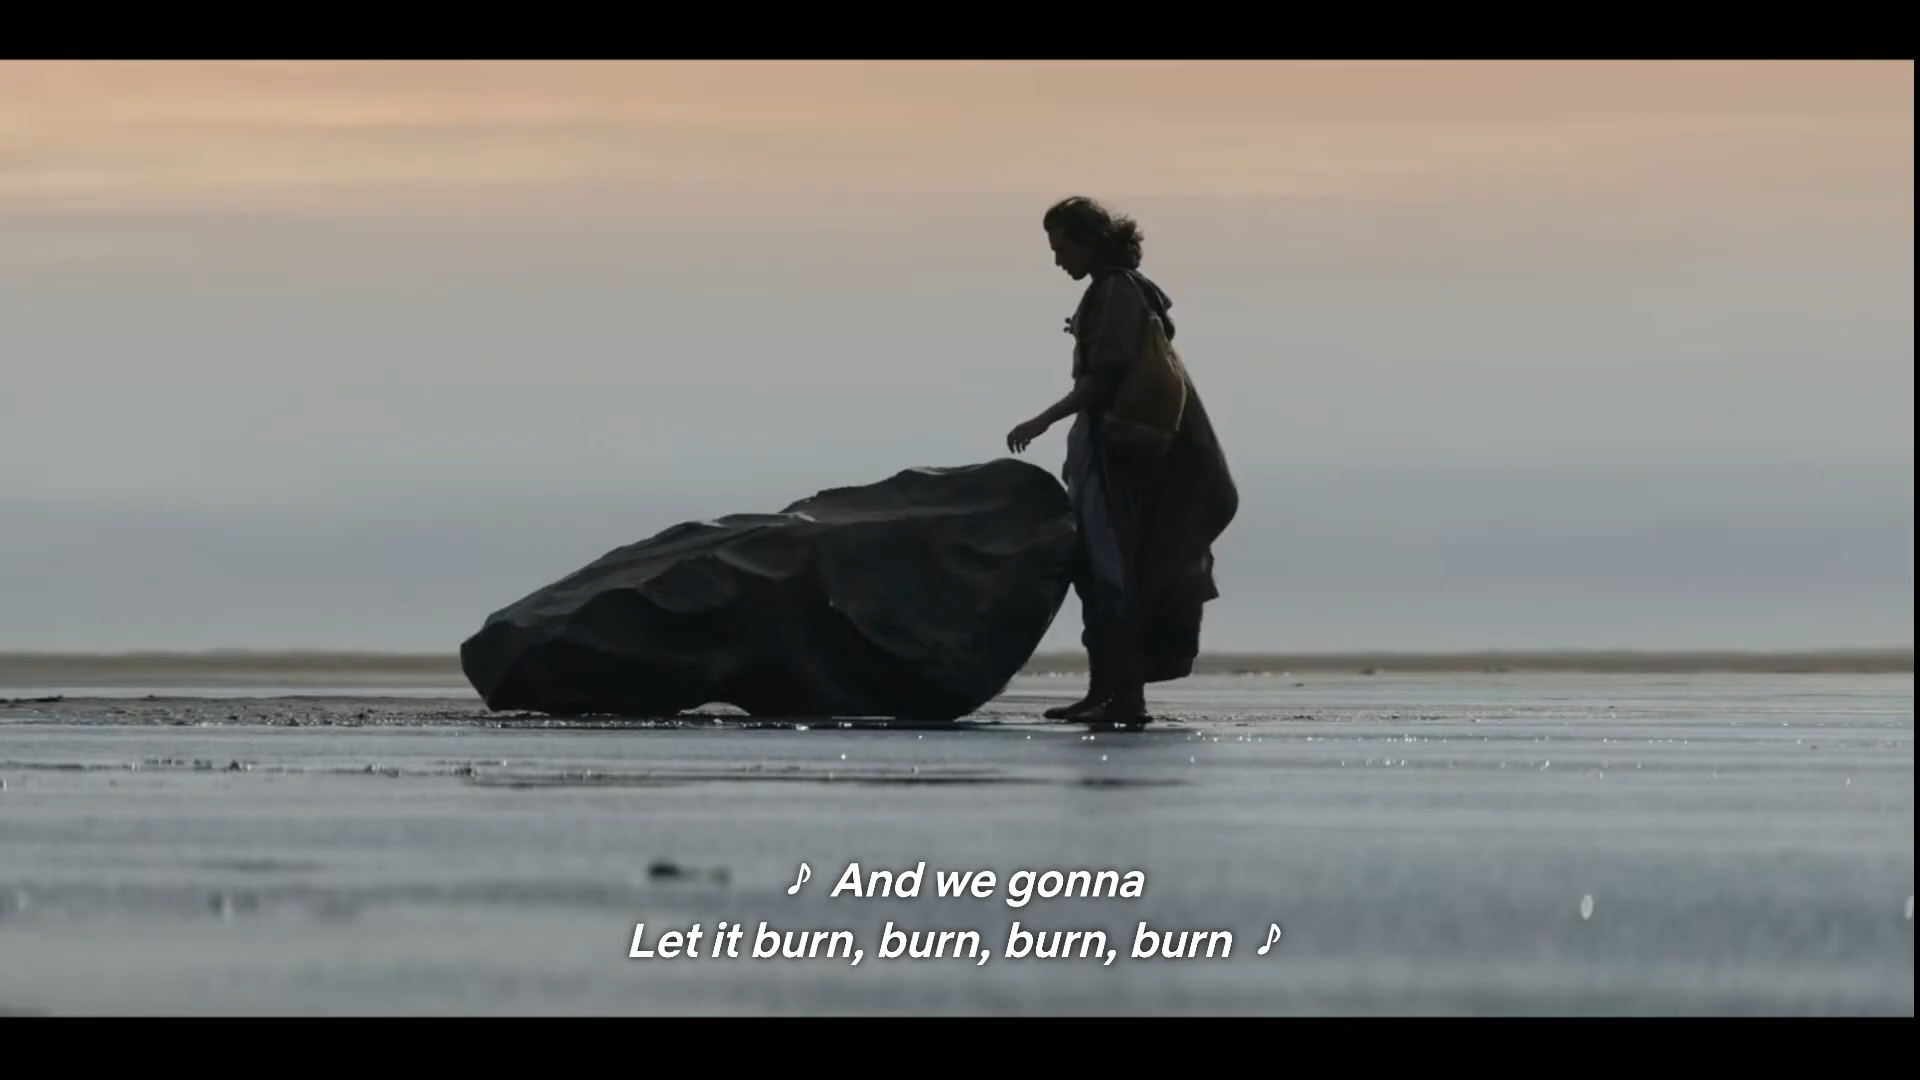 ♪ And we gonna
Let it burn, burn, burn, burn ♪